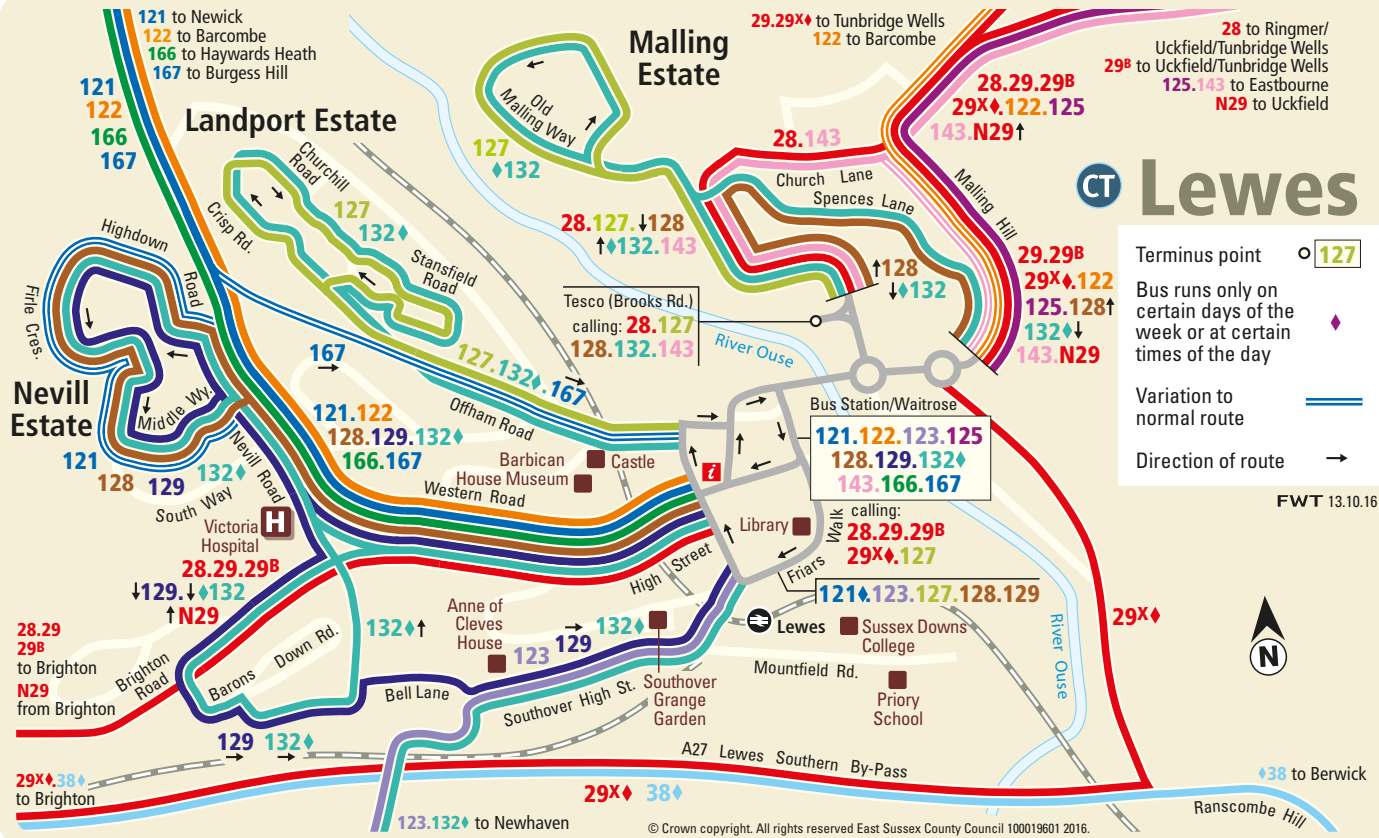 121 to Newick
122 to Barcombe
166 to Haywards Heath
167 to Burgess Hill
29.29X♦ to Tunbridge Wells
122 to Barcombe
28 to Ringmer/
Uckfield/Tunbridge Wells
29B to Uckfield/Tunbridge Wells
125.143 to Eastbourne
N29 to Uckfield
Malling
Estate
121
122
166
167
Landport Estate
Old
Malling Way
127
♦132
28.29.29B
29X♦.122.125
143.N29↑
28.143
Church Lane
Spences Lane
Malling Hill
CT
Lewes
Churchill
Road
Crisp Rd.
127
132♦
Stansfield
Road
28.127.↓128
↑♦132.143
↑128
↓♦132
29.29B
29X♦.122
125.128↑
132♦↓
143.N29
Terminus point
127
Bus runs only on
certain days of the
week or at certain
times of the day
♦
Variation to
normal route
Direction of route →
FWT 13.10.16
Highdown
Road
Firle Cres.
Tesco (Brooks Rd.)
calling: 28.127
128.132.143
River Ouse
167
→
127.132♦.167
→
Offham Road
Nevill
Estate
Middle Wy.
121
128
129
132♦
South Way
Nevill Road
121.122
128.129.132♦
166.167
Western Road
Barbican
House Museum
Castle
i
Bus Station/Waitrose
121.122.123.125
128.129.132♦
143.166.167
calling:
28.29.29B
29X♦.127
Library
Friars
Walk
121♦.123.127.128.129
Victoria
Hospital
H
28.29.29B
↓129.↓♦132
↑N29
High Street
28.29
29B
to Brighton
N29
from Brighton
Brighton
Road
Barons
Down Rd.
132♦↑
Anne of
Cleves
House
→
129
132♦
123
Bell Lane
Southover High St.
Southover
Grange
Garden
Lewes
Sussex Downs
College
Mountfield Rd.
Priory
School
River Ouse
29X♦
N
129
→
132♦
→
A27 Lewes Southern By-Pass
29X♦.38♦
to Brighton
29X♦
38♦
♦38 to Berwick
Ranscombe Hill
123.132♦ to Newhaven
© Crown copyright. All rights reserved East Sussex County Council 100019601 2016.